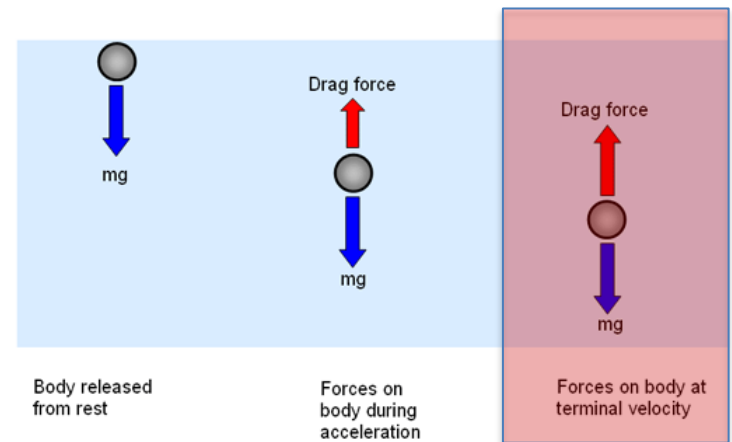 mg
Drag force
mg
Drag force
mg
Body released
from rest
Forces on
body during
acceleration
Forces on body at
terminal velocity